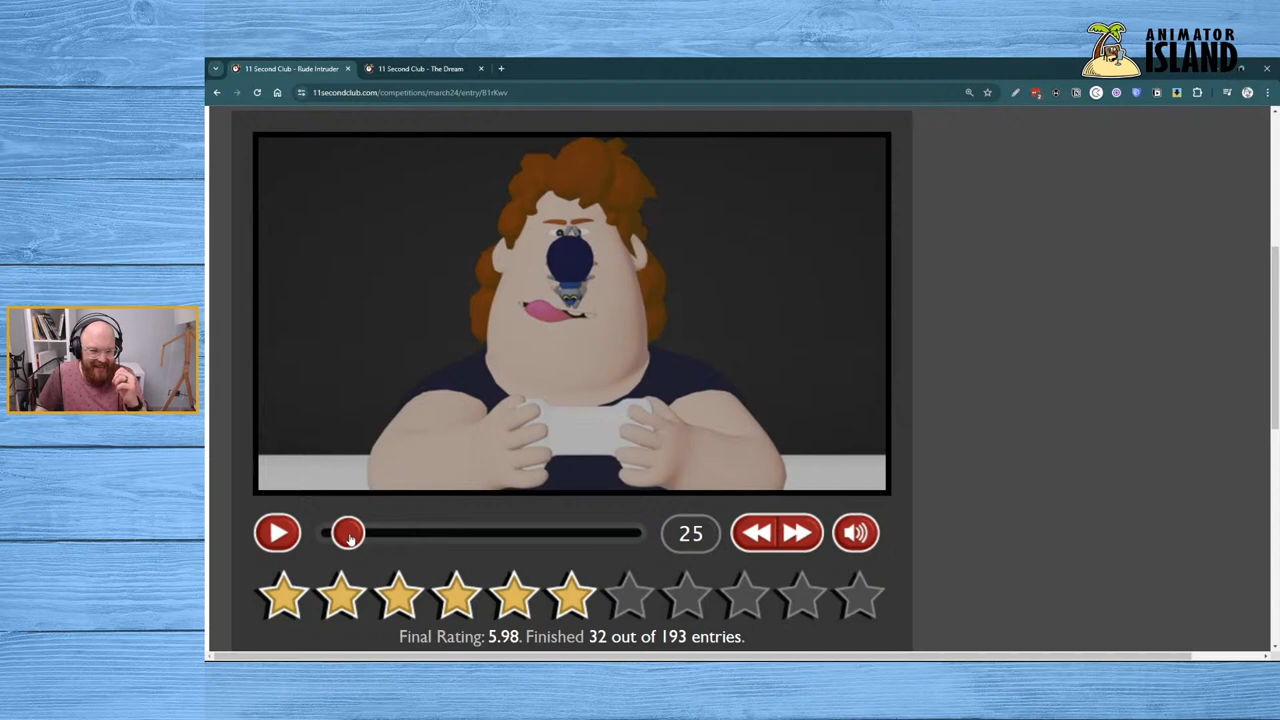 ANIMATOR
ISLAND
11 Second Club - Rude Intruder
11 Second Club - The Dream
11secondclub.com/competitions/march24/entry/81rKwv
25
Final Rating: 5.98. Finished 32 out of 193 entries.